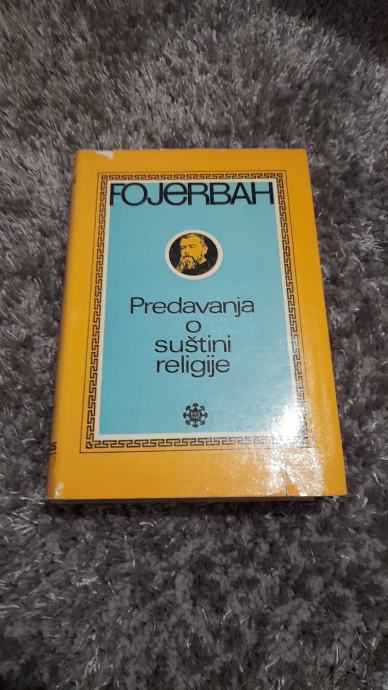 FOJERBAH
Predavanja
o
suštini
religije